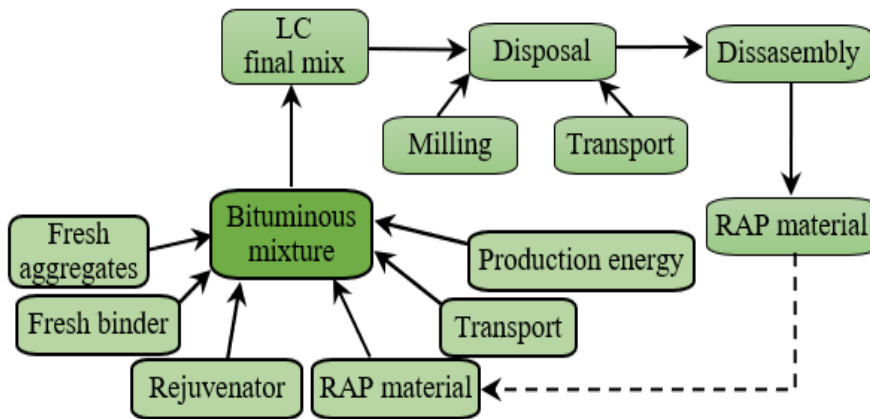 LC
final mix
Disposal
Dissasembly
Milling
Transport
Bituminous
mixture
RAP material
Fresh
aggregates
Production energy
Fresh binder
Transport
Rejuvenator
RAP material